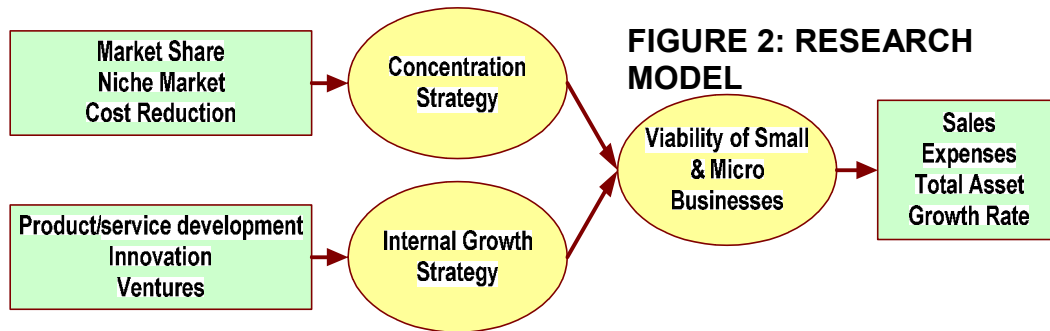 FIGURE 2: RESEARCH
MODEL
Market Share
Niche Market
Cost Reduction
Concentration
Strategy
Product/service development
Innovation
Ventures
Internal Growth
Strategy
Viability of Small
& Micro
Businesses
Sales
Expenses
Total Asset
Growth Rate